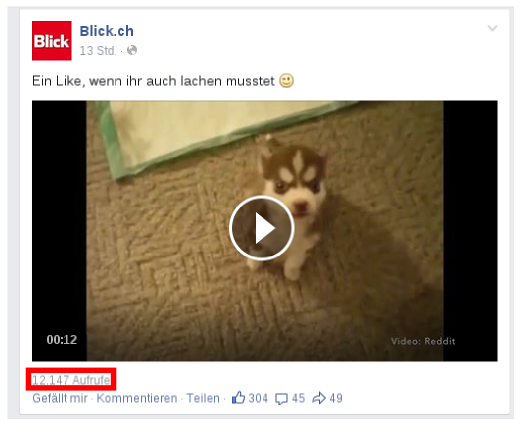 Blick
Blick.ch
13 Std. ·
Ein Like, wenn ihr auch lachen musstet
00:12
Video: Reddit
12.147 Aufrufe
Gefällt mir · Kommentieren · Teilen · 304 45 49